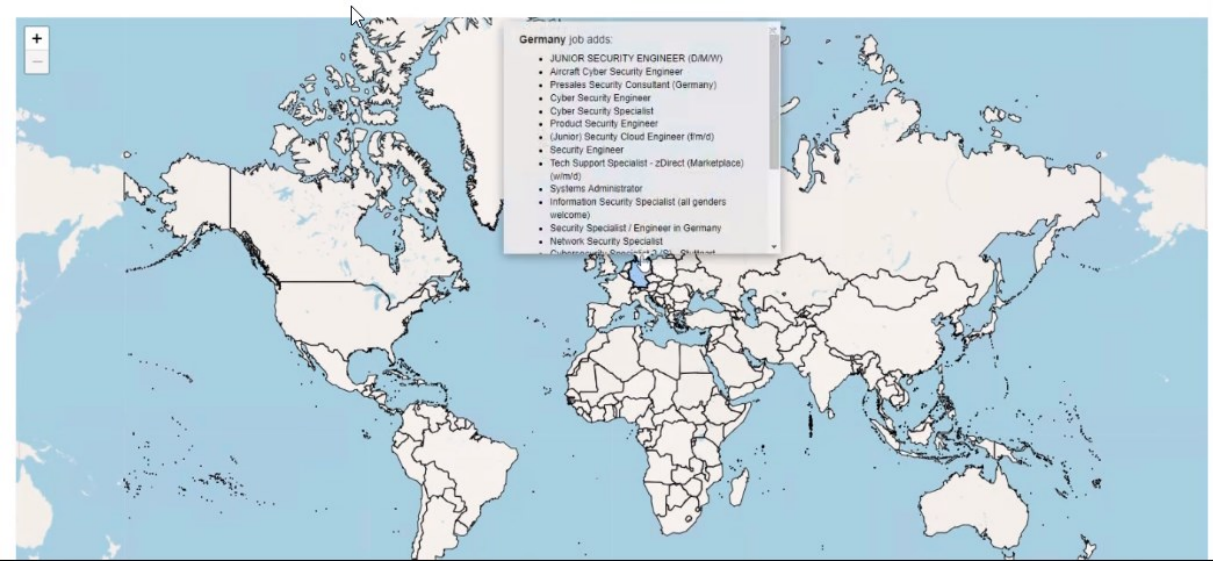 +
−
Germany job adds:
• JUNIOR SECURITY ENGINEER (D/M/W)
• Aircraft Cyber Security Engineer
• Presales Security Consultant (Germany)
• Cyber Security Engineer
• Cyber Security Specialist
• Product Security Engineer
• (Junior) Security Cloud Engineer (f/m/d)
• Security Engineer
• Tech Support Specialist - zDirect (Marketplace)
(w/m/d)
• Systems Administrator
• Information Security Specialist (all genders
welcome)
• Security Specialist / Engineer in Germany
• Network Security Specialist